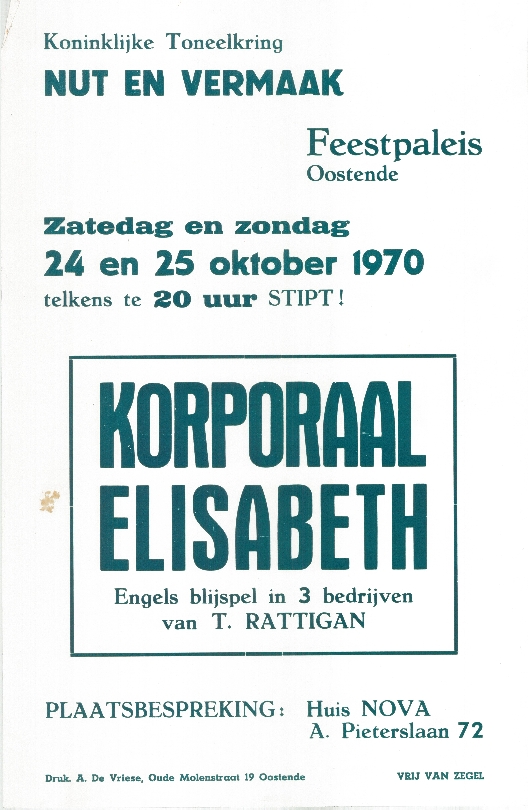 Koninklijke Toneelkring
NUT EN VERMAAK
Feestpaleis
Oostende
Zatedag en zondag
24 en 25 oktober 1970
telkens te 20 uur STIPT !
KORPORAAL
ELISABETH
Engels blijspel in 3 bedrijven
van T. RATTIGAN
PLAATSBESPREKING : Huis NOVA
A. Pieterslaan 72
Druk. A. De Vriese, Oude Molenstraat 19 Oostende VRIJ VAN ZEGEL